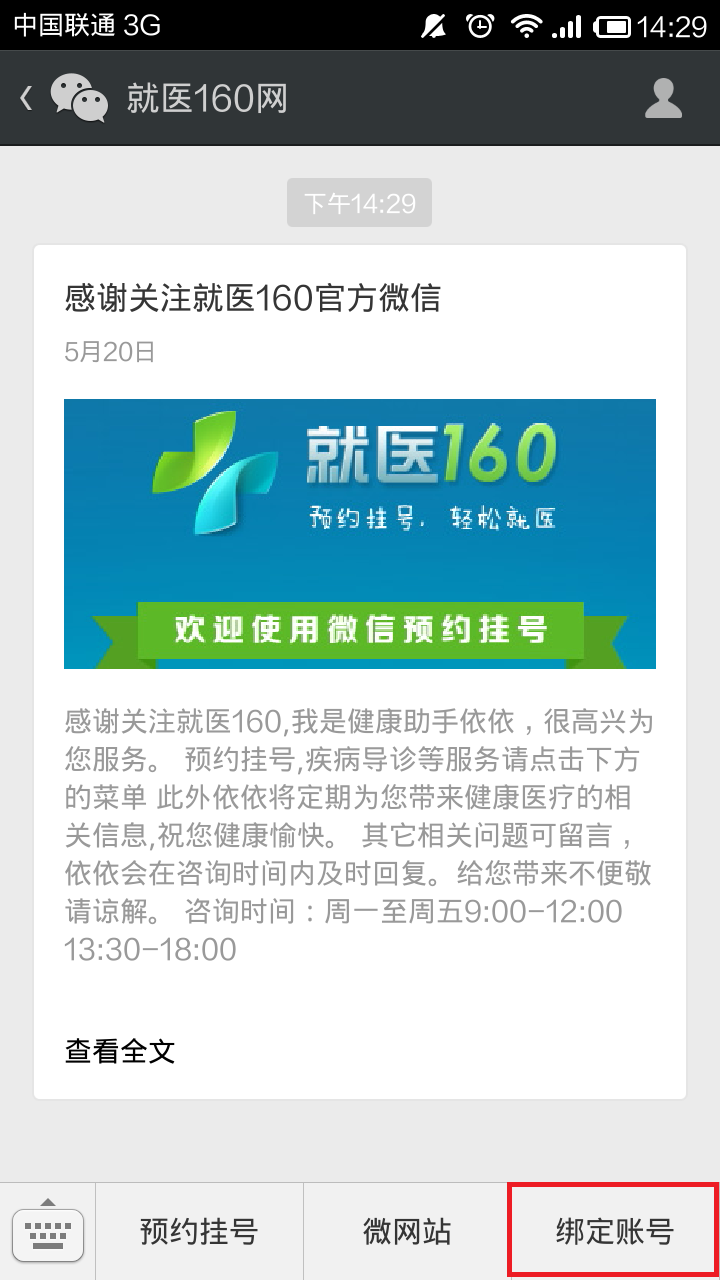 中国联通 3G
14:29
就医160网
下午14:29
感谢关注就医160官方微信
5月20日
就医160
预约挂号，轻松就医
欢迎使用微信预约挂号
感谢关注就医160,我是健康助手依依，很高兴为
您服务。 预约挂号,疾病导诊等服务请点击下方
的菜单 此外依依将定期为您带来健康医疗的相
关信息,祝您健康愉快。 其它相关问题可留言，
依依会在咨询时间内及时回复。给您带来不便敬
请谅解。 咨询时间：周一至周五9:00-12:00
13:30-18:00
查看全文
预约挂号
微网站
绑定账号